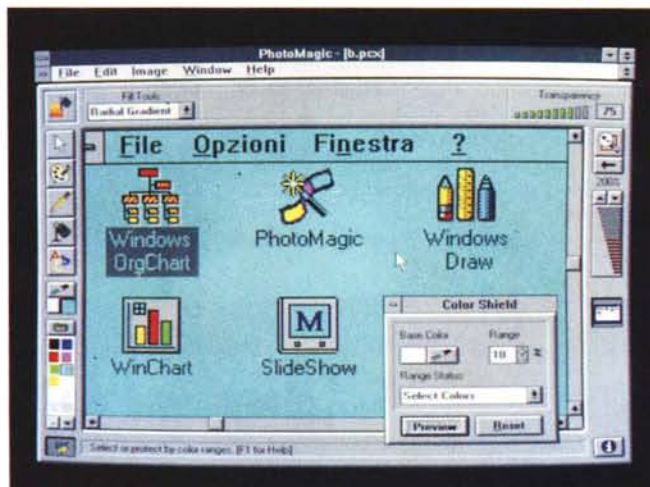 PhotoMagic - [b.pcx]
File Edit Image Window Help
Fill Tools
Transparency
Radial Gradient
75
File Opzioni Finestra ?
200%
Windows OrgChart
PhotoMagic
Windows Draw
Color Shield
Base Color Range
10 %
Range Status
Select Colors
WinChart
SlideShow
Preview Reset
Select or protect by color ranges. [F1 for Help]